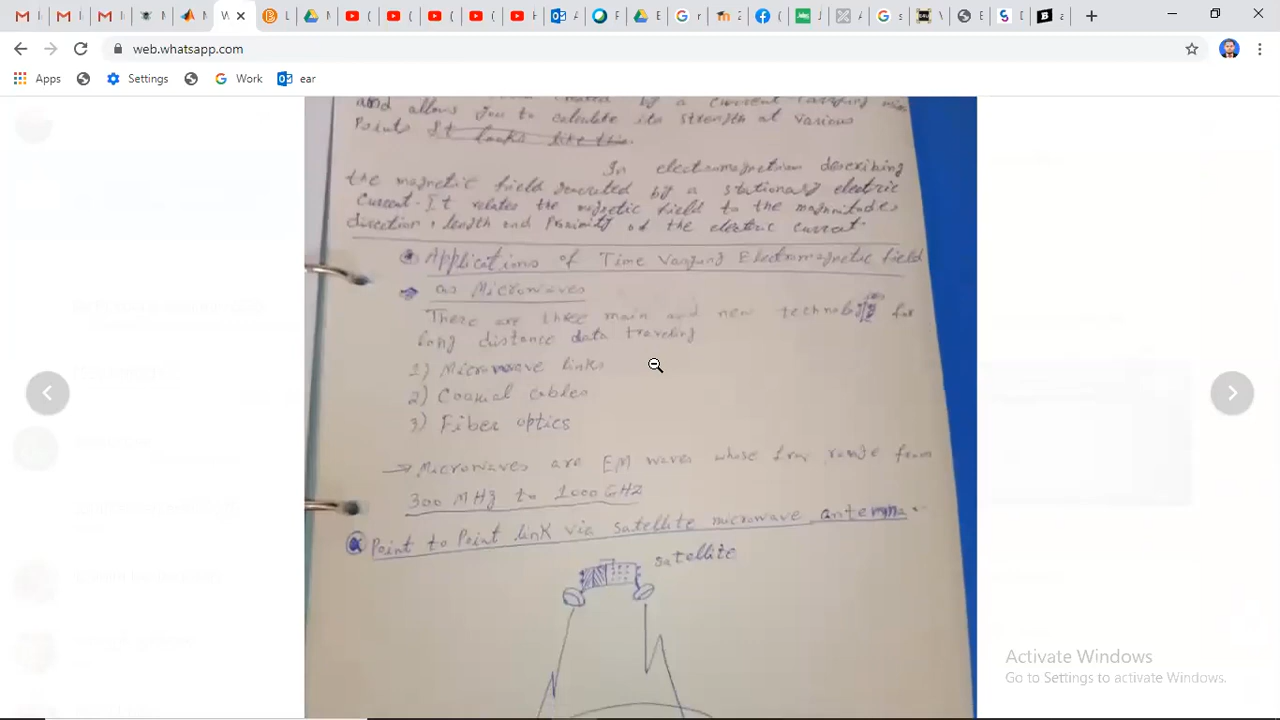 web.whatsapp.com
Apps
Settings
Work
ear
and allows you to calculate its strength at various
Points It looks like this.
In electromagnetism describing
the magnetic field generated by a stationary electric
Current. It relates the magnetic field to the magnitude,
direction, length and Proximity of the electric current
Applications of Time Varying Electromagnetic field
as Microwaves
There are three main and new for
long distance data traveling
1) Microwave links
2) Coaxial cables
3) Fiber optics
→ Microwaves are EM waves whose range from
300 MHz to 1000 GHZ
Point to Point link via satellite microwave antenna
satellite
Activate Windows
Go to Settings to activate Windows.